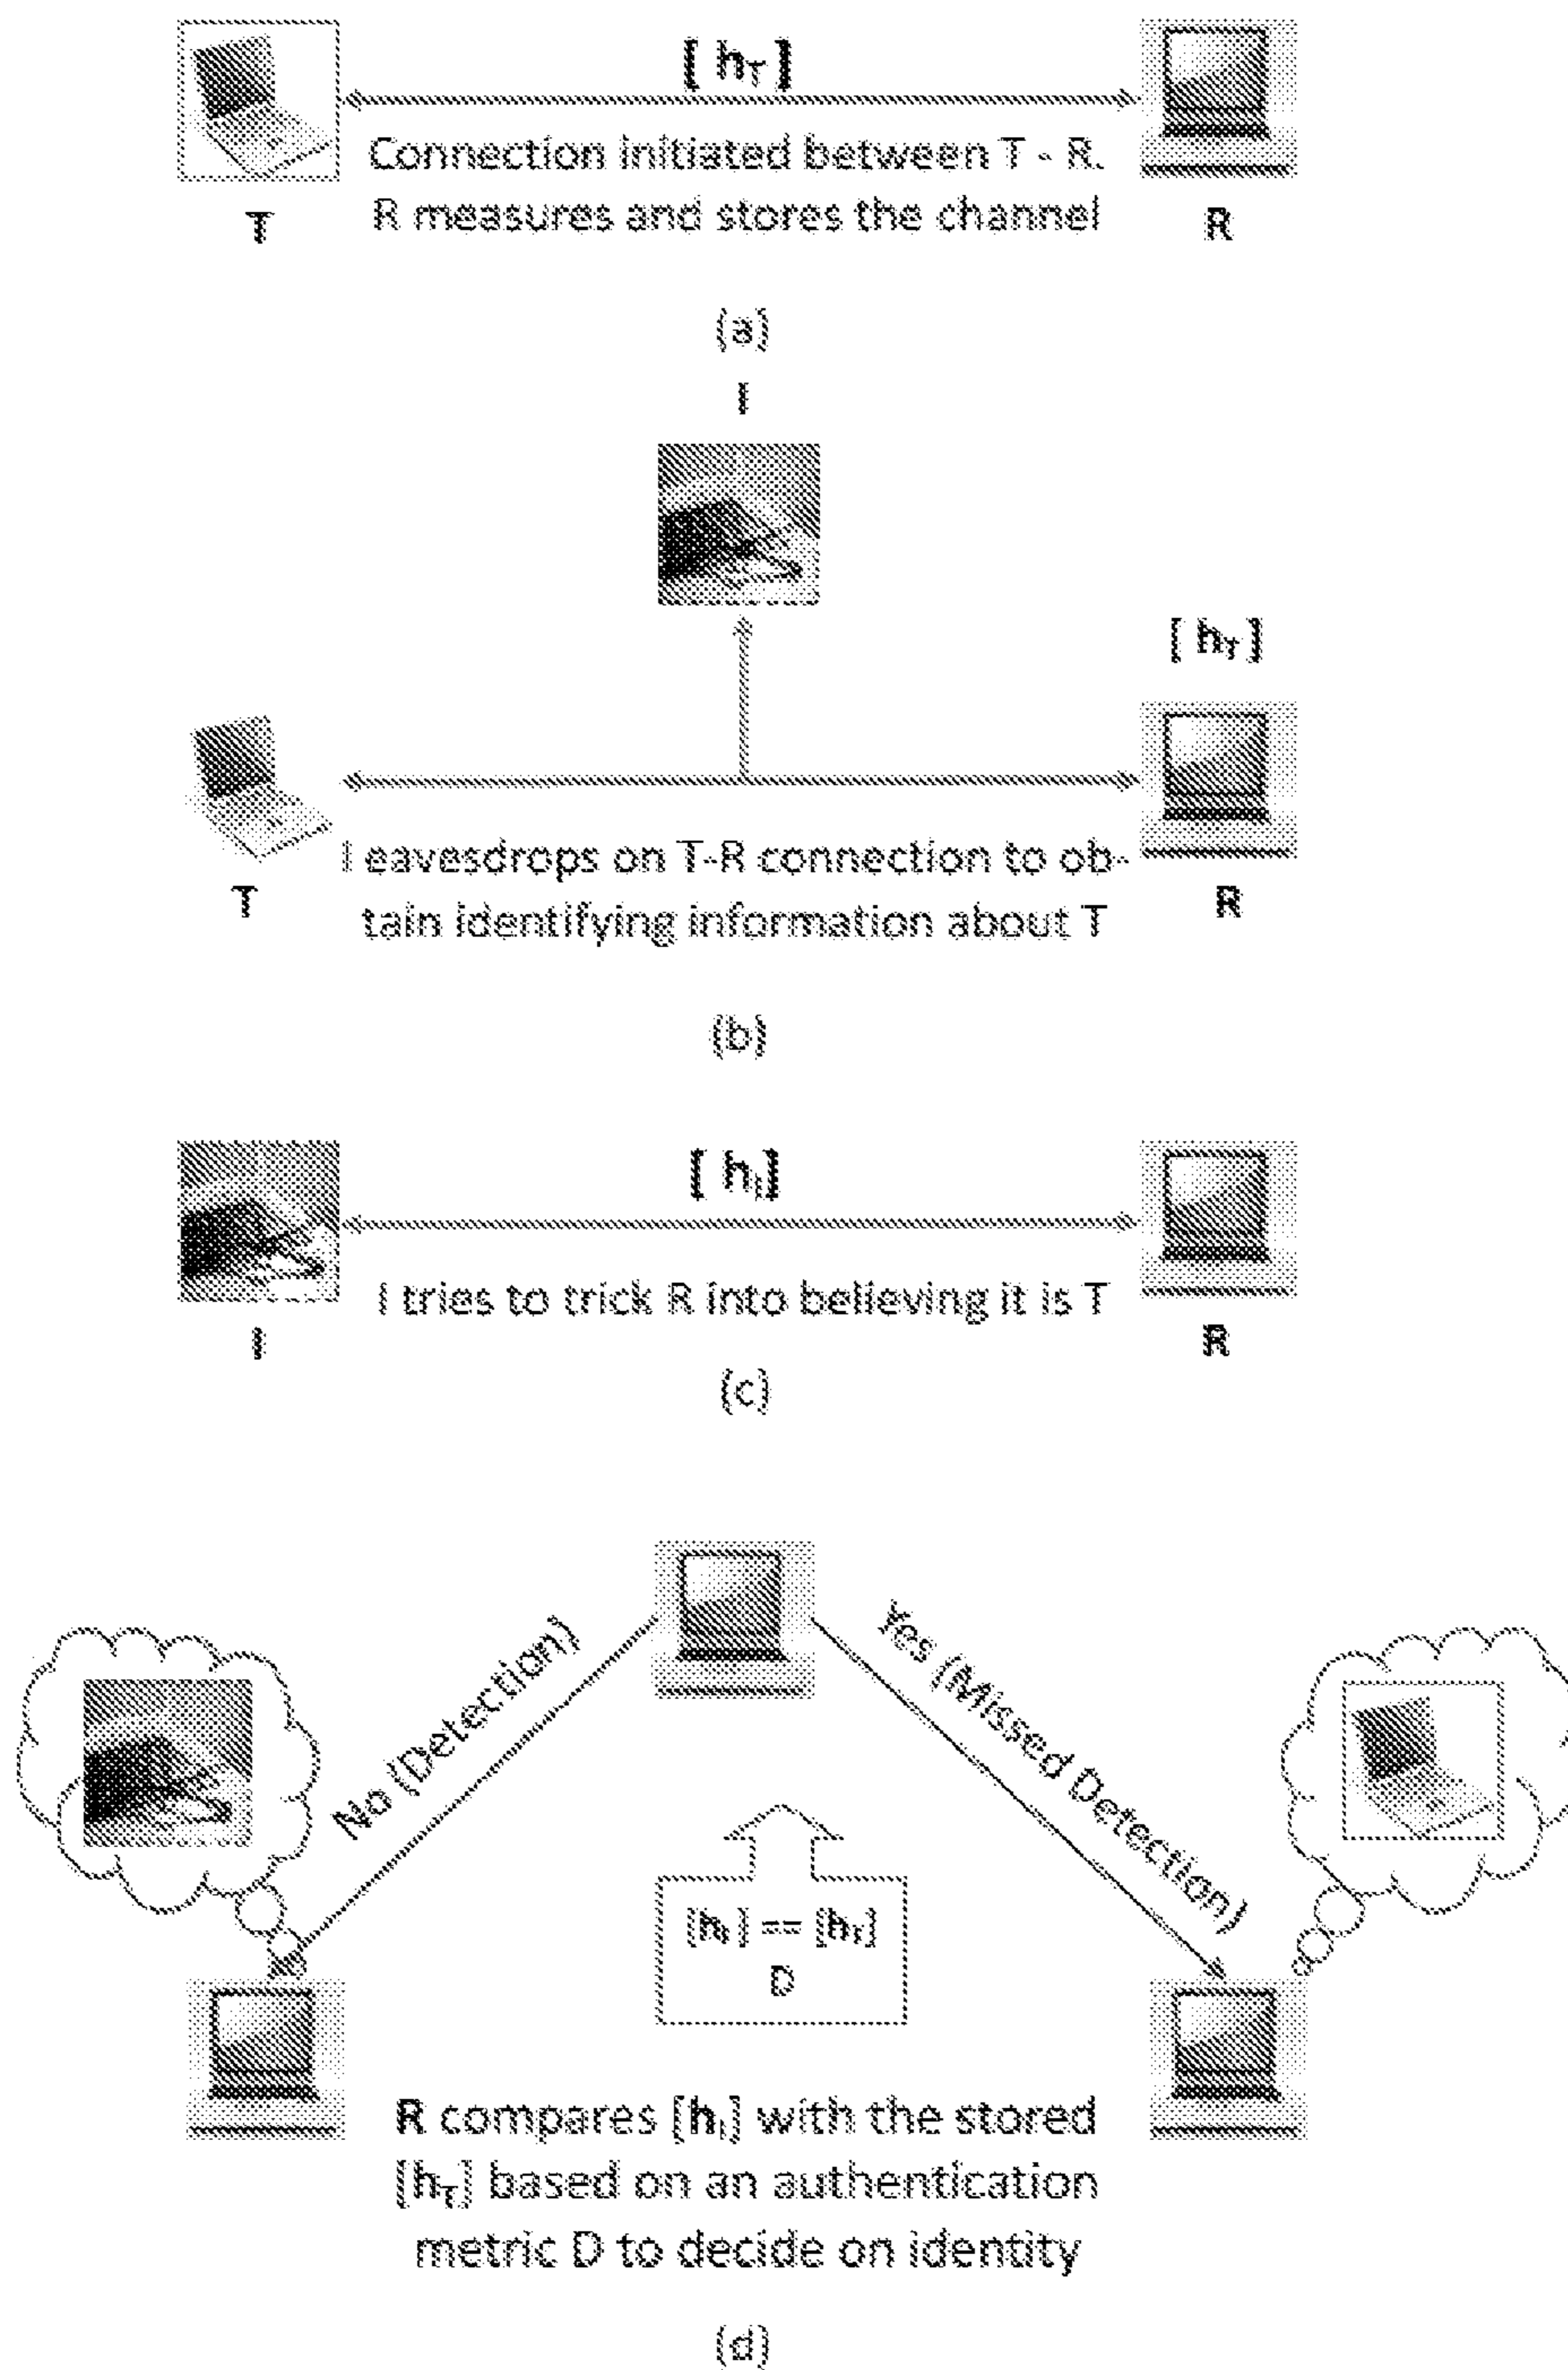 [ hT ]
Connection initiated between T - R.
R measures and stores the channel
T
R
(a)
I
[ hT ]
I eavesdrops on T-R connection to ob-
tain identifying information about T
T
R
(b)
[ hI]
I tries to trick R into believing it is T
I
R
(c)
No (Detection)
Yes (Missed Detection)
[hI ] == [hT]
D
R compares [hI] with the stored
[hT] based on an authentication
metric D to decide on identity
(d)